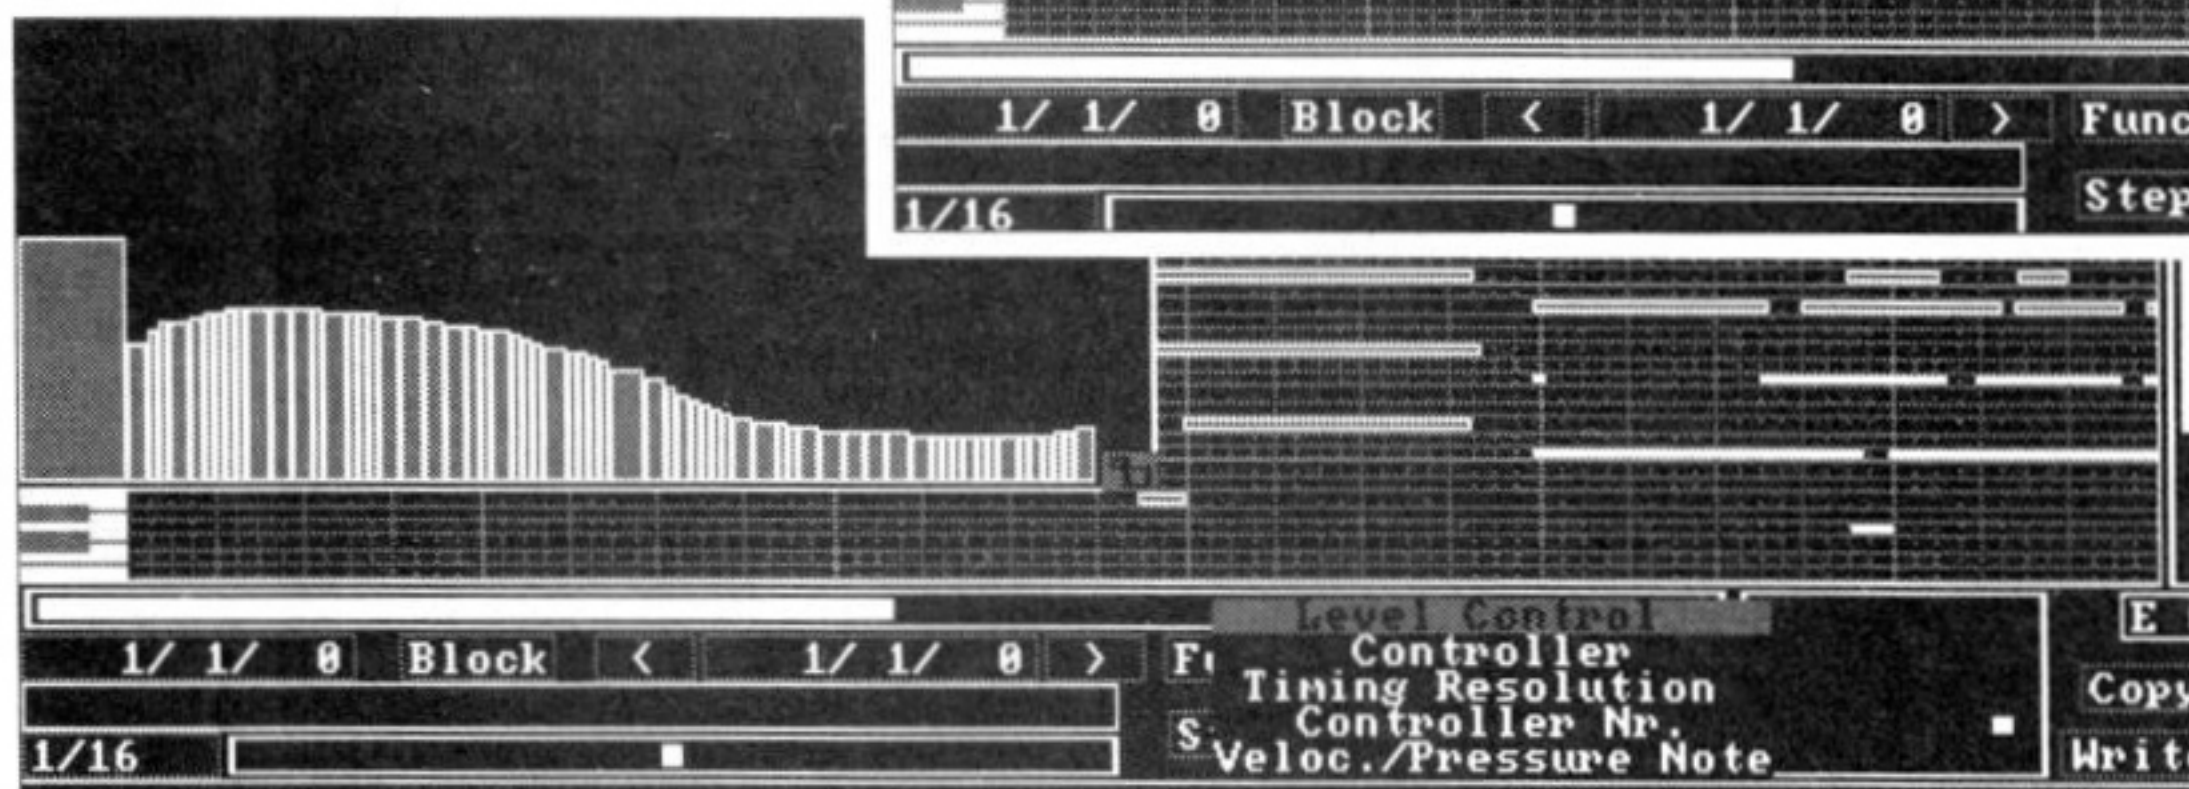 1/ 1/ 0 Block < 1/ 1/ 0 > Func
1/16 Step
Level Control
1/ 1/ 0 Block < 1/ 1/ 0 > F
Controller
Timing Resolution
Controller Nr.
Veloc./Pressure Note
1/16 S
E
Copy
Write